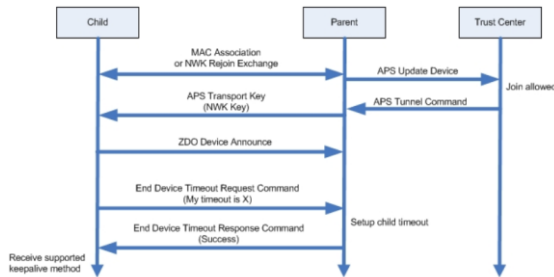 Child
Parent
Trust Center
MAC Association
or NWK Rejoin Exchange
APS Update Device
Join allowed
APS Transport Key
(NWK Key)
APS Tunnel Command
ZDO Device Announce
End Device Timeout Request Command
(My timeout is X)
Setup child timeout
End Device Timeout Response Command
(Success)
Receive supported
keepalive method